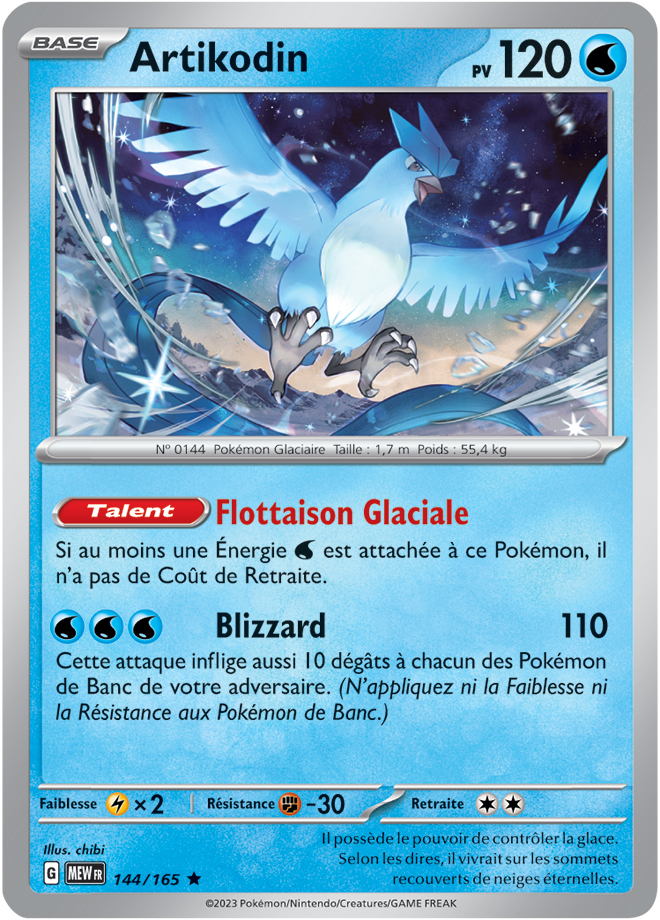 BASE
Artikodin
PV 120
N° 0144 Pokémon Glaciaire Taille : 1,7 m Poids : 55,4 kg
Talent Flottaison Glaciale
Si au moins une Énergie est attachée à ce Pokémon, il
n’a pas de Coût de Retraite.
Blizzard 110
Cette attaque inflige aussi 10 dégâts à chacun des Pokémon
de Banc de votre adversaire. (N’appliquez ni la Faiblesse ni
la Résistance aux Pokémon de Banc.)
Faiblesse ×2 Résistance -30 Retraite
Illus. chibi
G MEW FR 144/165
Il possède le pouvoir de contrôler la glace.
Selon les dires, il vivrait sur les sommets
recouverts de neiges éternelles.
©2023 Pokémon/Nintendo/Creatures/GAME FREAK